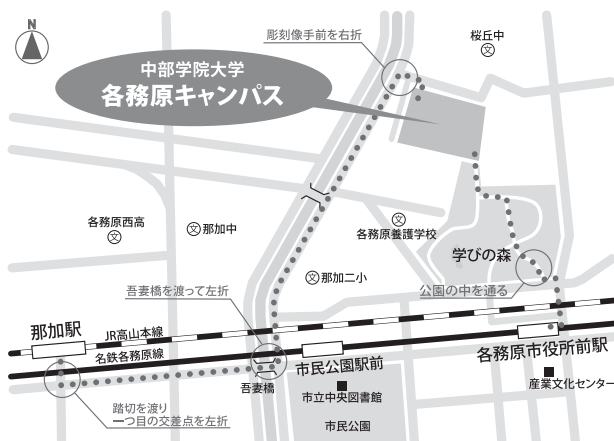 N
彫刻像手前を右折
桜丘中
文
中部学院大学
各務原キャンパス
各務原西高
文
文那加中
文
各務原養護学校
学びの森
文那加二小
吾妻橋を渡って左折
公園の中を通る
那加駅
JR高山本線
名鉄各務原線
市民公園駅前
各務原市役所前駅
吾妻橋
産業文化センター
市立中央図書館
踏切を渡り
一つ目の交差点を左折
市民公園